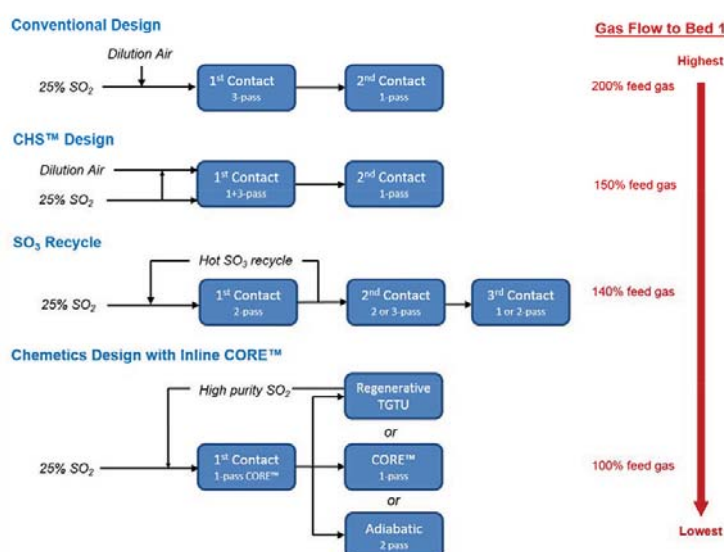 Conventional Design
Gas Flow to Bed 1
Dilution Air
Highest
25% SO₂
1st Contact
3-pass
2nd Contact
1-pass
200% feed gas
CHS™ Design
Dilution Air
25% SO₂
1st Contact
1+3-pass
2nd Contact
1-pass
150% feed gas
SO₃ Recycle
Hot SO₃ recycle
25% SO₂
1st Contact
2-pass
2nd Contact
2 or 3-pass
3rd Contact
1 or 2-pass
140% feed gas
Chemetics Design with Inline CORE™
High purity SO₂
Regenerative
TGTU
or
25% SO₂
1st Contact
1-pass CORE™
CORE™
1-pass
100% feed gas
or
Adiabatic
2 pass
Lowest